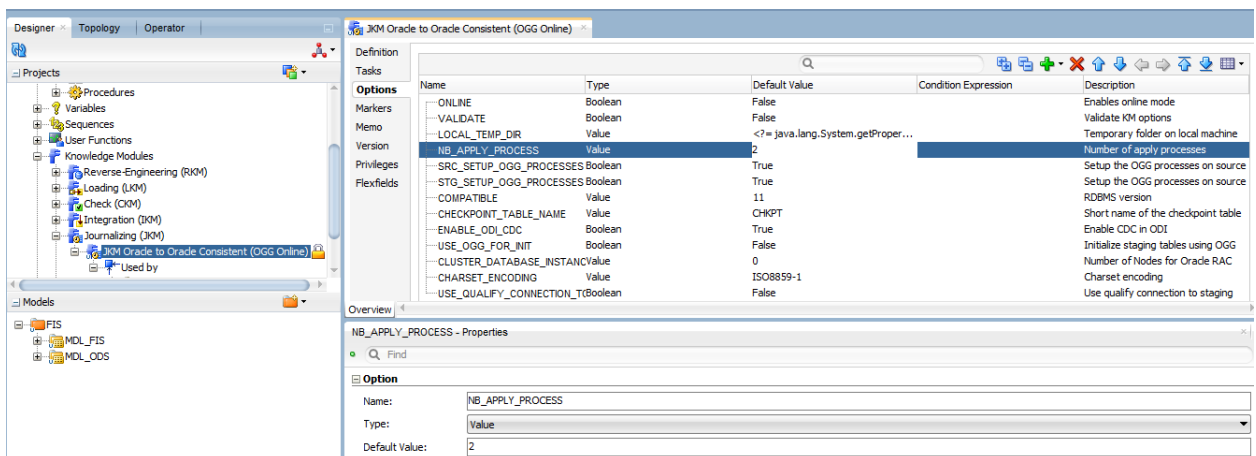 Designer Topology Operator
Projects
Procedures
Variables
Sequences
User Functions
Knowledge Modules
Reverse-Engineering (RKM)
Loading (LKM)
Check (CKM)
Integration (IKM)
Journalizing (JKM)
JKM Oracle to Oracle Consistent (OGG Online)
Used by
Models
FIS
MDL_FIS
MDL_ODS
JKM Oracle to Oracle Consistent (OGG Online)
Definition
Tasks
Options
Markers
Memo
Version
Privileges
Flexfields
Name Type Default Value Condition Expression Description
ONLINE Boolean False Enables online mode
VALIDATE Boolean False Validate KM options
LOCAL_TEMP_DIR Value <?= java.lang.System.getProper... Temporary folder on local machine
NB_APPLY_PROCESS Value 2 Number of apply processes
SRC_SETUP_OGG_PROCESSES Boolean True Setup the OGG processes on source
STG_SETUP_OGG_PROCESSES Boolean True Setup the OGG processes on source
COMPATIBLE Value 11 RDBMS version
CHECKPOINT_TABLE_NAME Value CHKPT Short name of the checkpoint table
ENABLE_ODI_CDC Boolean True Enable CDC in ODI
USE_OGG_FOR_INIT Boolean False Initialize staging tables using OGG
CLUSTER_DATABASE_INSTANC Value 0 Number of Nodes for Oracle RAC
CHARSET_ENCODING Value ISO8859-1 Charset encoding
USE_QUALIFY_CONNECTION_T( Boolean False Use qualify connection to staging
Overview
NB_APPLY_PROCESS - Properties
Find
Option
Name: NB_APPLY_PROCESS
Type: Value
Default Value: 2